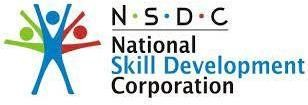 N·S·D·C
National
Skill Development
Corporation